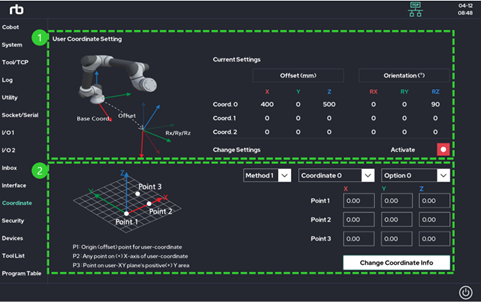 rb
TCP
04-12
08:48
Cobot
System
Tool/TCP
Log
Utility
Socket/Serial
I/O 1
I/O 2
Inbox
Interface
Coordinate
Security
Devices
ToolList
Program Table
1
User Coordinate Setting
Base Coord.
Offset
Rx/Ry/Rz
Current Settings
Offset (mm) Orientation (°)
X Y Z RX RY RZ
Coord. 0 400 0 500 0 0 90
Coord. 1 0 0 0 0 0 0
Coord. 2 0 0 0 0 0 0
Change Settings Activate
2
Z
Y
X
Point 3
Point 2
Point 1
P1: Origin (offset) point for user-coordinate
P2: Any point on (+) X-axis of user-coordinate
P3: Point on user-XY plane's positive(+) Y area
Method 1 Coordinate 0 Option 0
X Y Z
Point 1 0.00 0.00 0.00
Point 2 0.00 0.00 0.00
Point 3 0.00 0.00 0.00
Change Coordinate Info